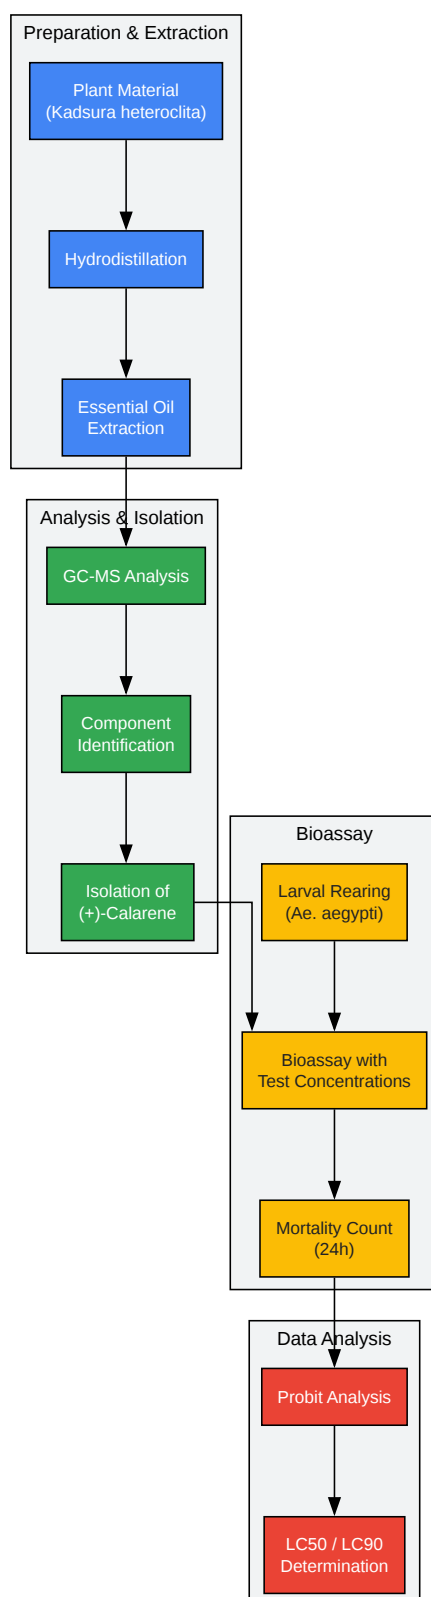 Preparation & Extraction
Plant Material
(Kadsura heteroclita)
Hydrodistillation
Essential Oil
Extraction
Analysis & Isolation
GC-MS Analysis
Component
Identification
Isolation of
(+)-Calarene
Bioassay
Larval Rearing
(Ae. aegypti)
Bioassay with
Test Concentrations
Mortality Count
(24h)
Data Analysis
Probit Analysis
LC50 / LC90
Determination